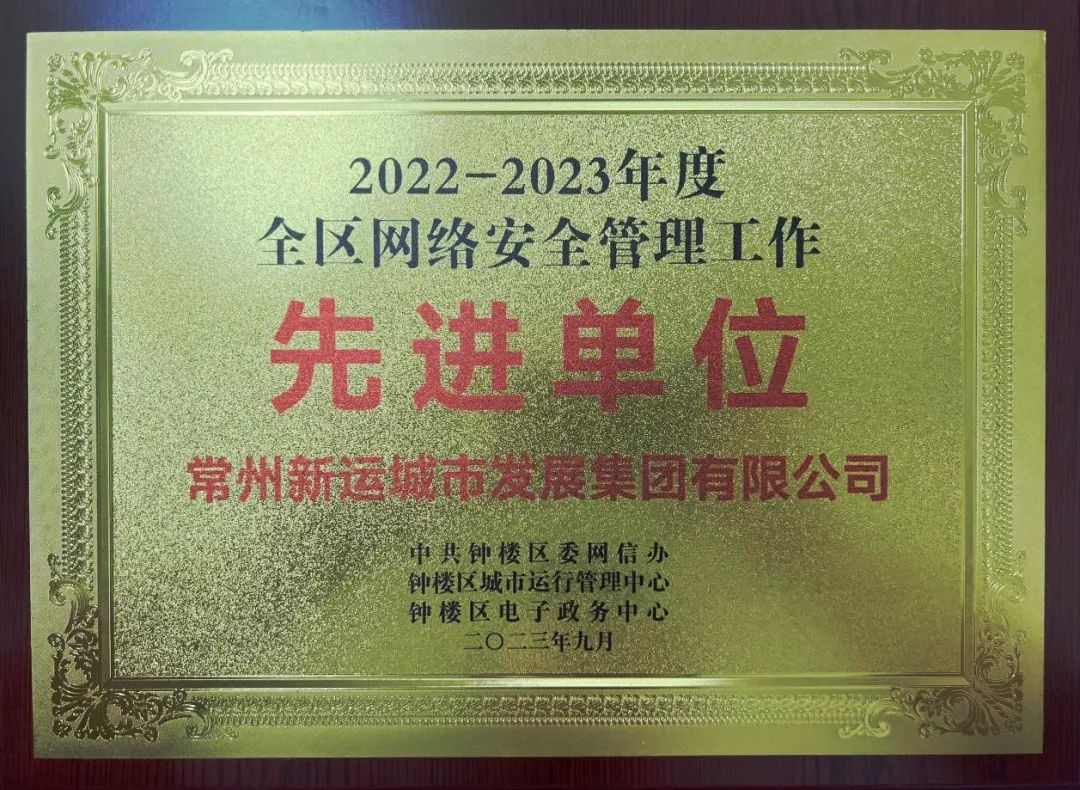 2022-2023年度
全区网络安全管理工作
先进单位
常州新运城市发展集团有限公司
中共钟楼区委网信办
钟楼区城市运行管理中心
钟楼区电子政务中心
二〇二三年九月